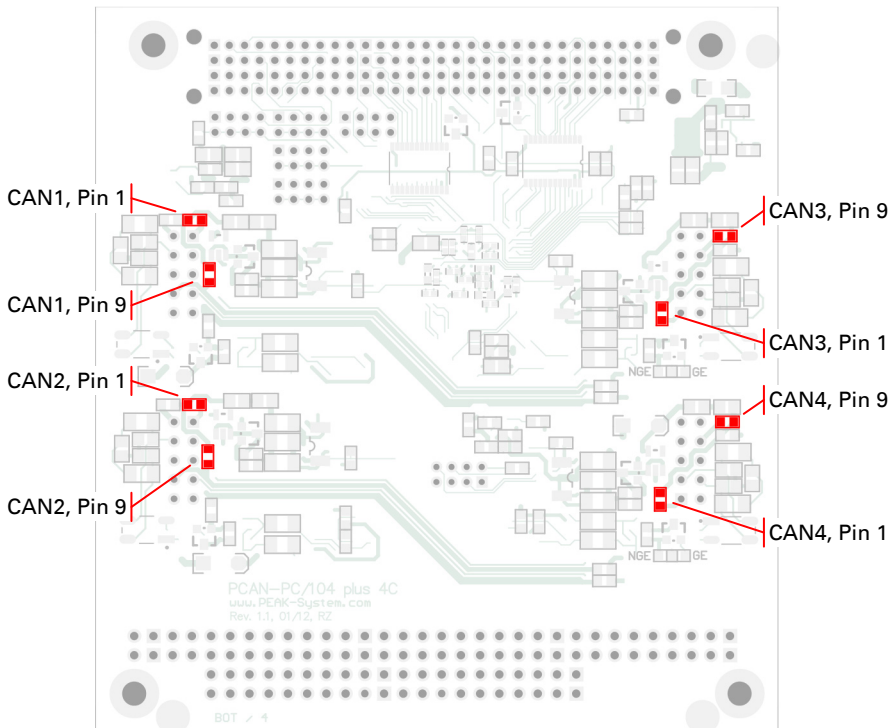 CAN1, Pin 1
CAN3, Pin 9
CAN1, Pin 9
CAN3, Pin 1
NGE GE
CAN2, Pin 1
CAN4, Pin 9
CAN2, Pin 9
CAN4, Pin 1
NGE GE
PCAN-PC/104 plus 4C
www.PEAK-System.com
Rev. 1.1, 01/12, RZ
BOT / 4